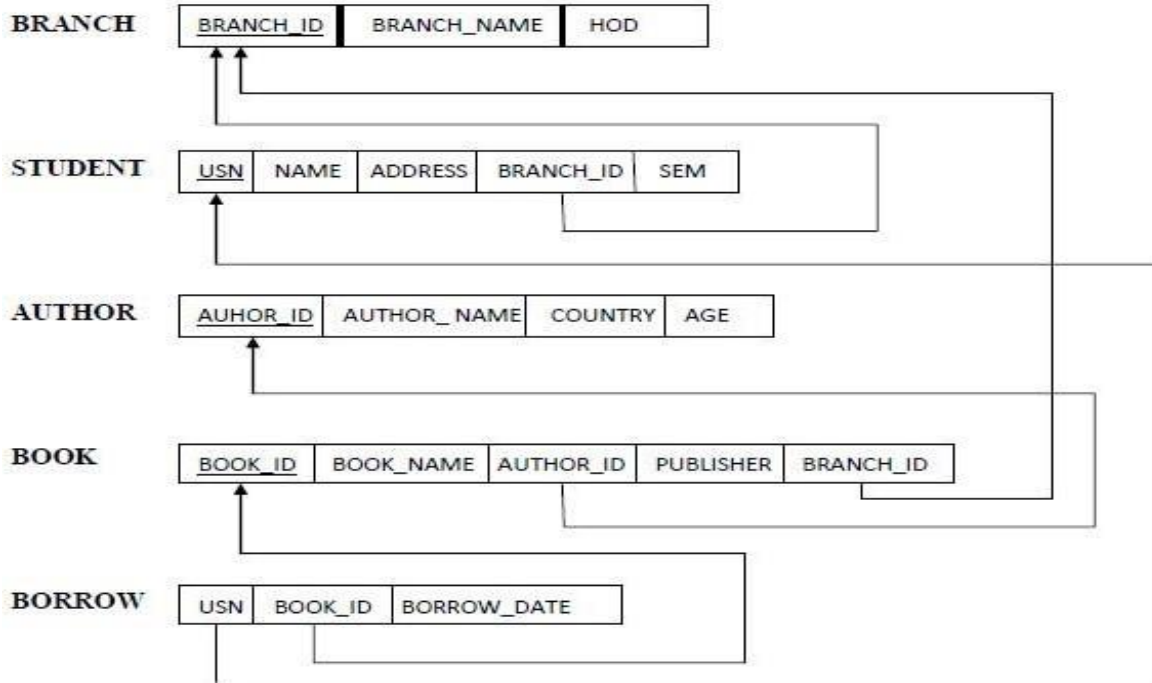 BRANCH BRANCH_ID BRANCH_NAME HOD
STUDENT USN NAME ADDRESS BRANCH_ID SEM
AUTHOR AUHOR_ID AUTHOR_ NAME COUNTRY AGE
BOOK BOOK_ID BOOK_NAME AUTHOR_ID PUBLISHER BRANCH_ID
BORROW USN BOOK_ID BORROW_DATE